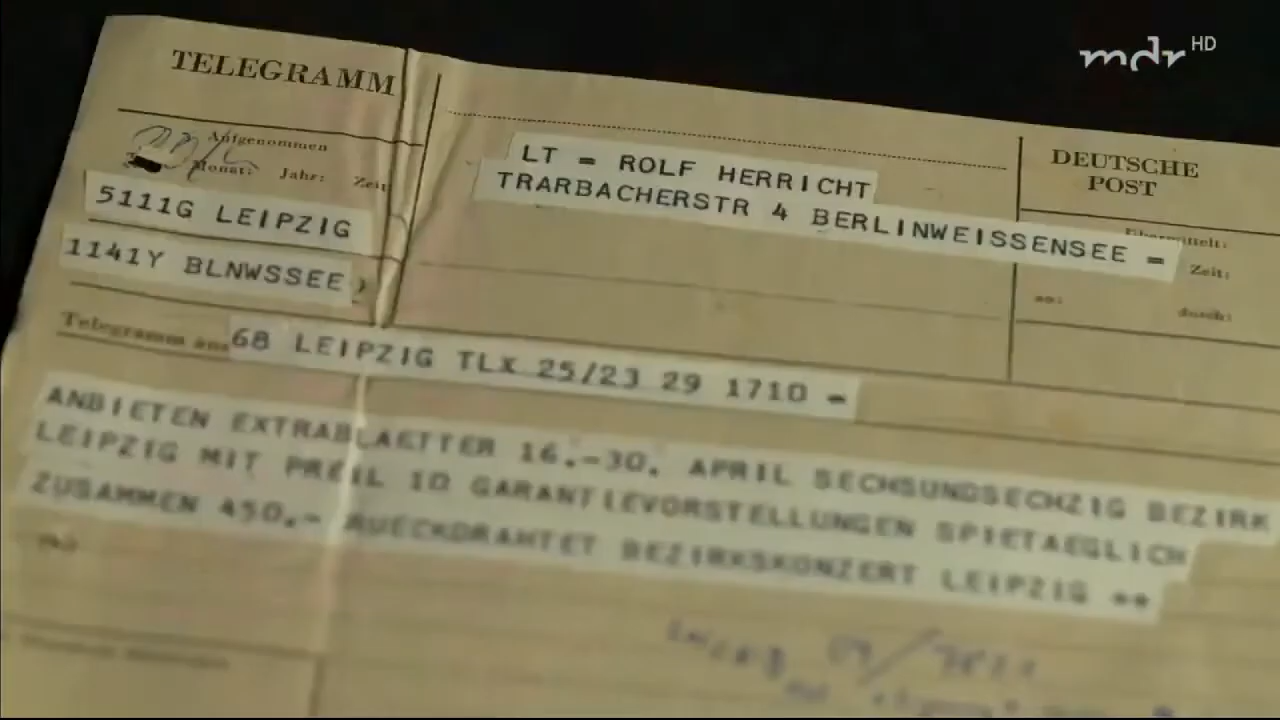 mdr HD
TELEGRAMM
Aufgenommen
Monat: Jahr: Zeit
5111G LEIPZIG
1141Y BLNWSSEE
LT = ROLF HERRICHT
TRARBACHERSTR 4 BERLINWEISSENSEE =
DEUTSCHE
POST
Übermittelt:
Zeit:
an: durch:
Telegramm aus 68 LEIPZIG TLX 25/23 29 1710 =
ANBIETEN EXTRABLAETTER 16.-30. APRIL SECHSUNDSECHZIG BEZIRK
LEIPZIG MIT PREIL 10 GARANTIEVORSTELLUNGEN SPIETAEGLICH
ZUSAMMEN 450.- RUECKDRAHTET BEZIRKSKONZERT LEIPZIG ++